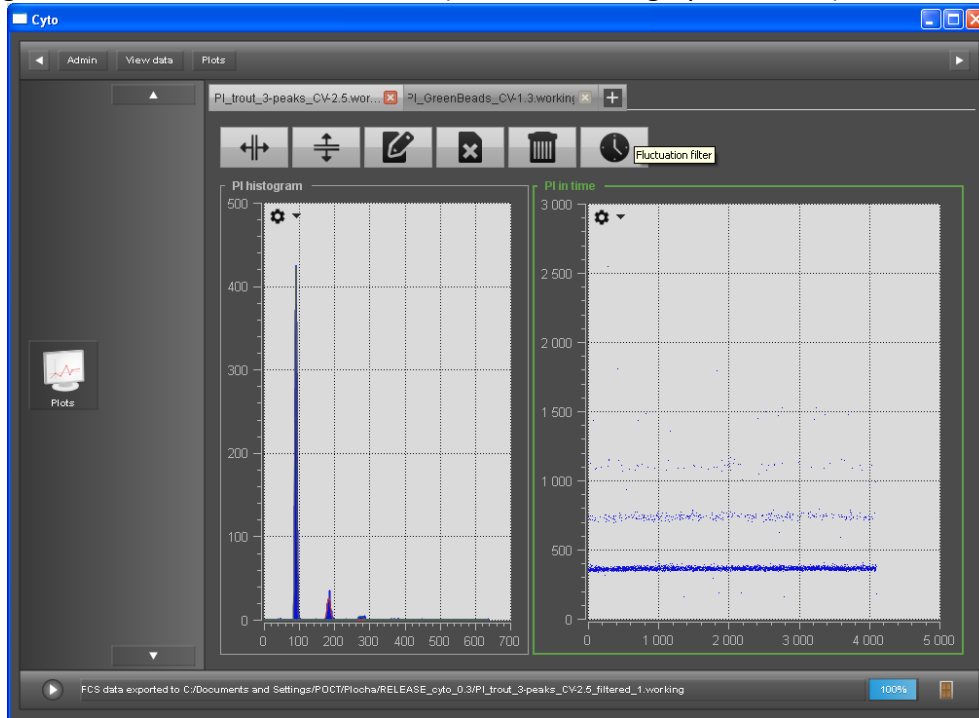 Cyto
Admin View data Plots
PI_trout_3-peaks_CV-2.5.wor... PI_GreenBeads_CV-1.3.working
Fluctuation filter
PI histogram
500
400
300
200
100
0
0 100 200 300 400 500 600 700
PI in time
3 000
2 500
2 000
1 500
1 000
500
0
0 1 000 2 000 3 000 4 000 5 000
Plots
FCS data exported to C:/Documents and Settings/POCT/Plocha/RELEASE_cyto_0.3/PI_trout_3-peaks_CV-2.5_filtered_1.working
100%